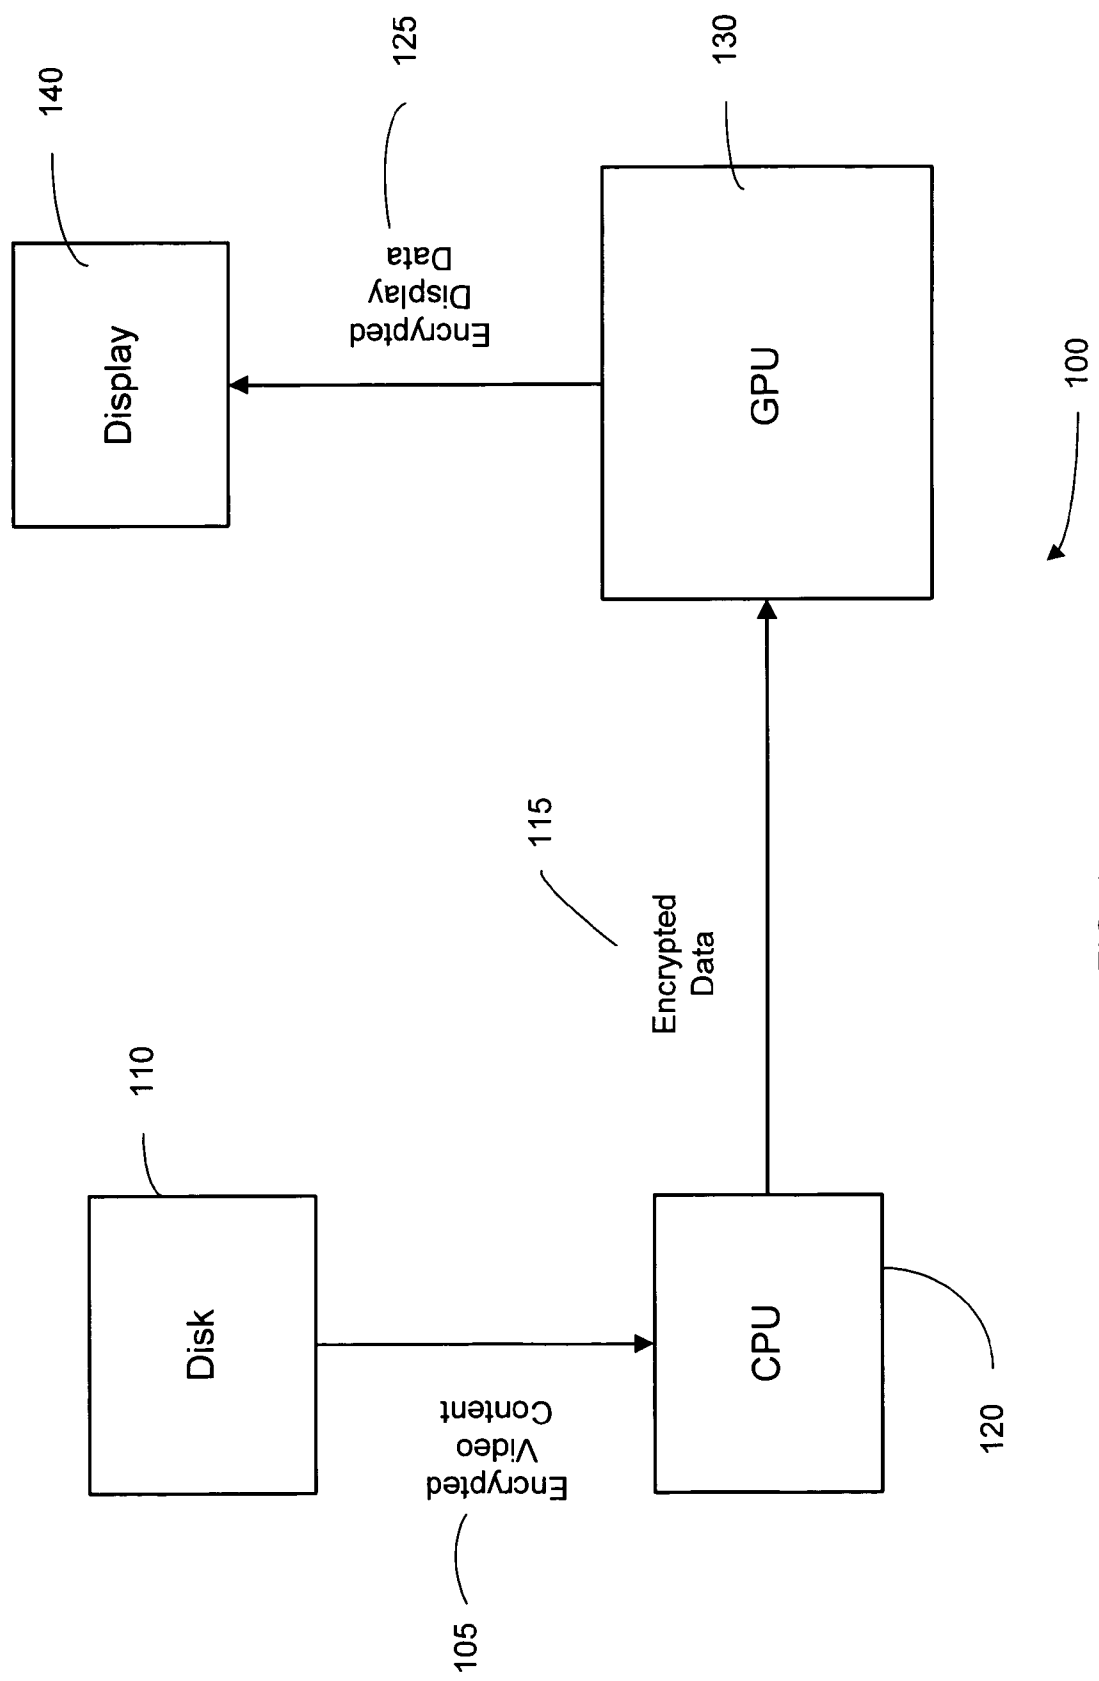 140
Display
110
Disk
125
Encrypted
Display
Data
105
Encrypted
Video
Content
115
Encrypted
Data
130
CPU
GPU
120
100